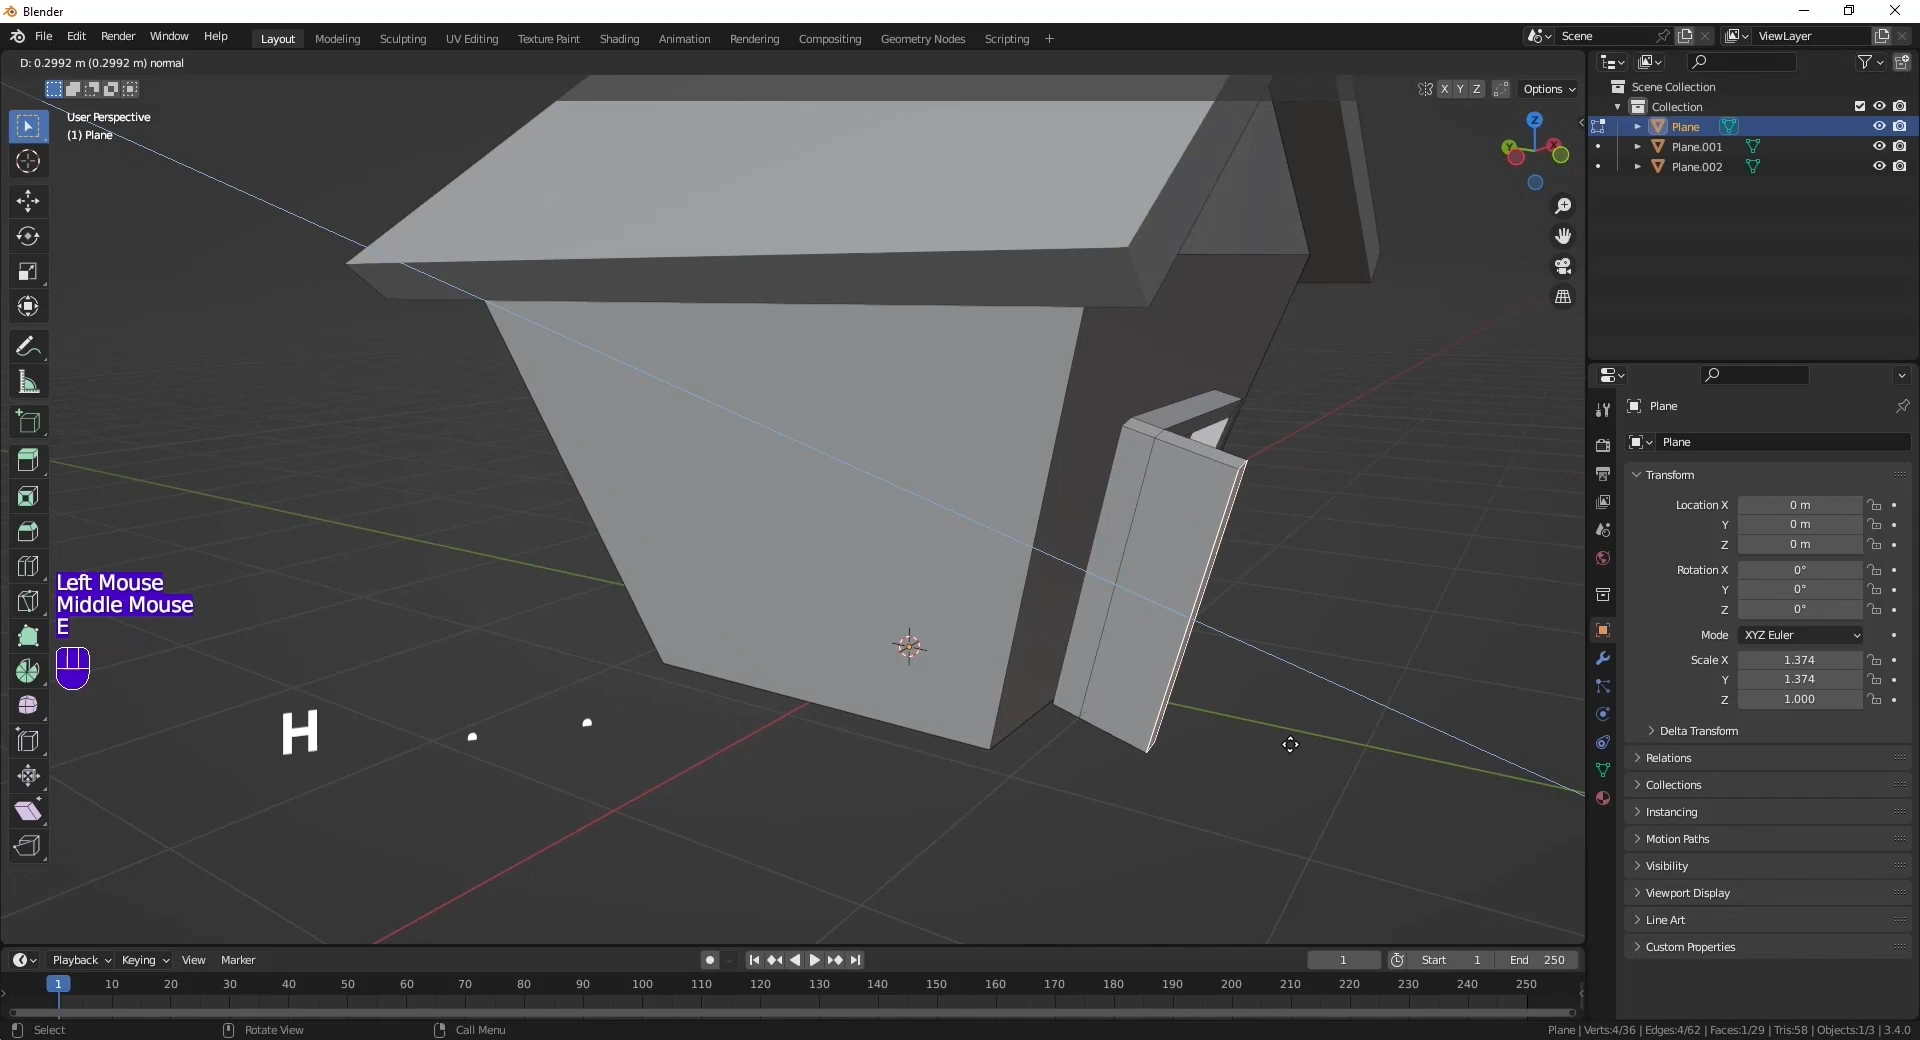 Blender
File Edit Render Window Help Layout Modeling Sculpting UV Editing Texture Paint Shading Animation Rendering Compositing Geometry Nodes Scripting + Scene ViewLayer
D: 0.2992 m (0.2992 m) normal
X Y Z Options
User Perspective
(1) Plane
Z
Y
X
Scene Collection
Collection
Plane
Plane.001
Plane.002
Plane
Plane
Transform
Location X 0 m
Y 0 m
Z 0 m
Rotation X 0°
Y 0°
Z 0°
Mode XYZ Euler
Scale X 1.374
Y 1.374
Z 1.000
Delta Transform
Relations
Collections
Instancing
Motion Paths
Visibility
Viewport Display
Line Art
Custom Properties
Left Mouse
Middle Mouse
E
H
Playback Keying View Marker 1 Start 1 End 250
1 10 20 30 40 50 60 70 80 90 100 110 120 130 140 150 160 170 180 190 200 210 220 230 240 250
Select Rotate View Call Menu Plane | Verts:4/36 | Edges:4/62 | Faces:1/29 | Tris:58 | Objects:1/3 | 3.4.0